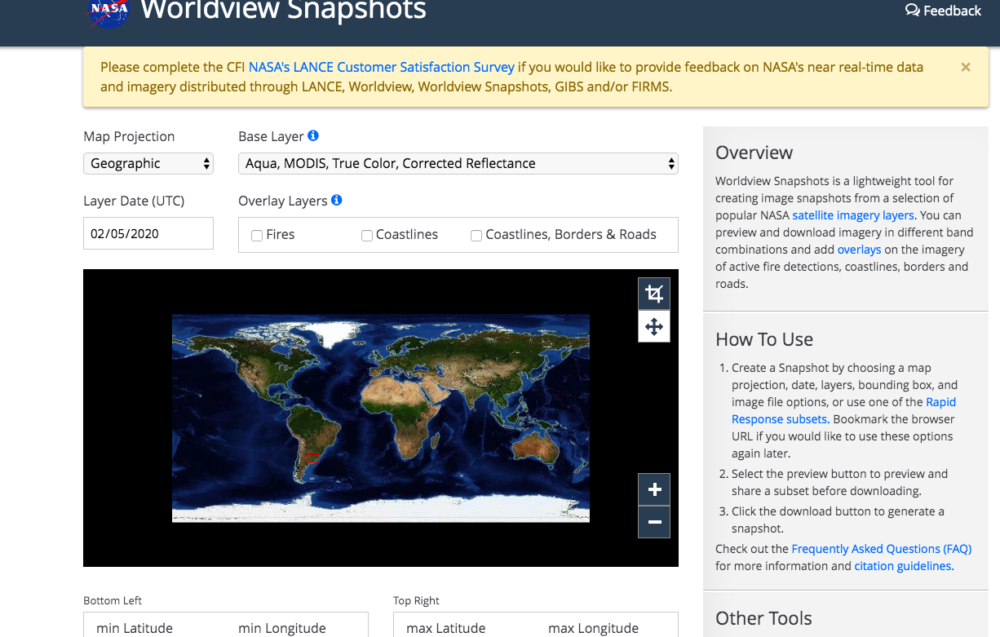 NASA
Worldview Snapshots
Feedback
Please complete the CFI NASA's LANCE Customer Satisfaction Survey if you would like to provide feedback on NASA's near real-time data
and imagery distributed through LANCE, Worldview, Worldview Snapshots, GIBS and/or FIRMS.
×
Map Projection
Base Layer
Geographic
Aqua, MODIS, True Color, Corrected Reflectance
Layer Date (UTC)
Overlay Layers
02/05/2020
Fires
Coastlines
Coastlines, Borders & Roads
Bottom Left
Top Right
min Latitude
min Longitude
max Latitude
max Longitude
Overview
Worldview Snapshots is a lightweight tool for
creating image snapshots from a selection of
popular NASA satellite imagery layers. You can
preview and download imagery in different band
combinations and add overlays on the imagery
of active fire detections, coastlines, borders and
roads.
How To Use
1. Create a Snapshot by choosing a map
projection, date, layers, bounding box, and
image file options, or use one of the Rapid
Response subsets. Bookmark the browser
URL if you would like to use these options
again later.
2. Select the preview button to preview and
share a subset before downloading.
3. Click the download button to generate a
snapshot.
Check out the Frequently Asked Questions (FAQ)
for more information and citation guidelines.
Other Tools